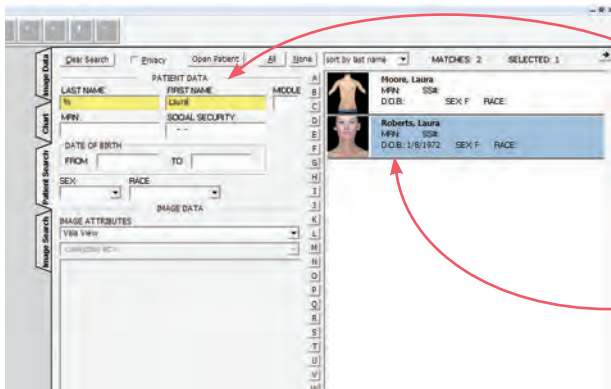 Clear Search
Privacy
Open Patient
All
None
sort by last name
MATCHES: 2
SELECTED: 1
PATIENT DATA
LAST NAME
FIRST NAME
MIDDLE
%
Laura
MRN
SOCIAL SECURITY
- -
DATE OF BIRTH
FROM
TO
SEX
RACE
IMAGE DATA
IMAGE ATTRIBUTES
View
Image Data
Chart
Patient Search
Image Search
A
B
C
D
E
F
G
H
I
J
K
L
M
N
O
P
Q
R
S
T
U
V
W
Moore, Laura
MRN: SS#:
D.O.B.: SEX: F RACE:
Roberts, Laura
MRN: SS#:
D.O.B.: 1/8/1972 SEX: F RACE: